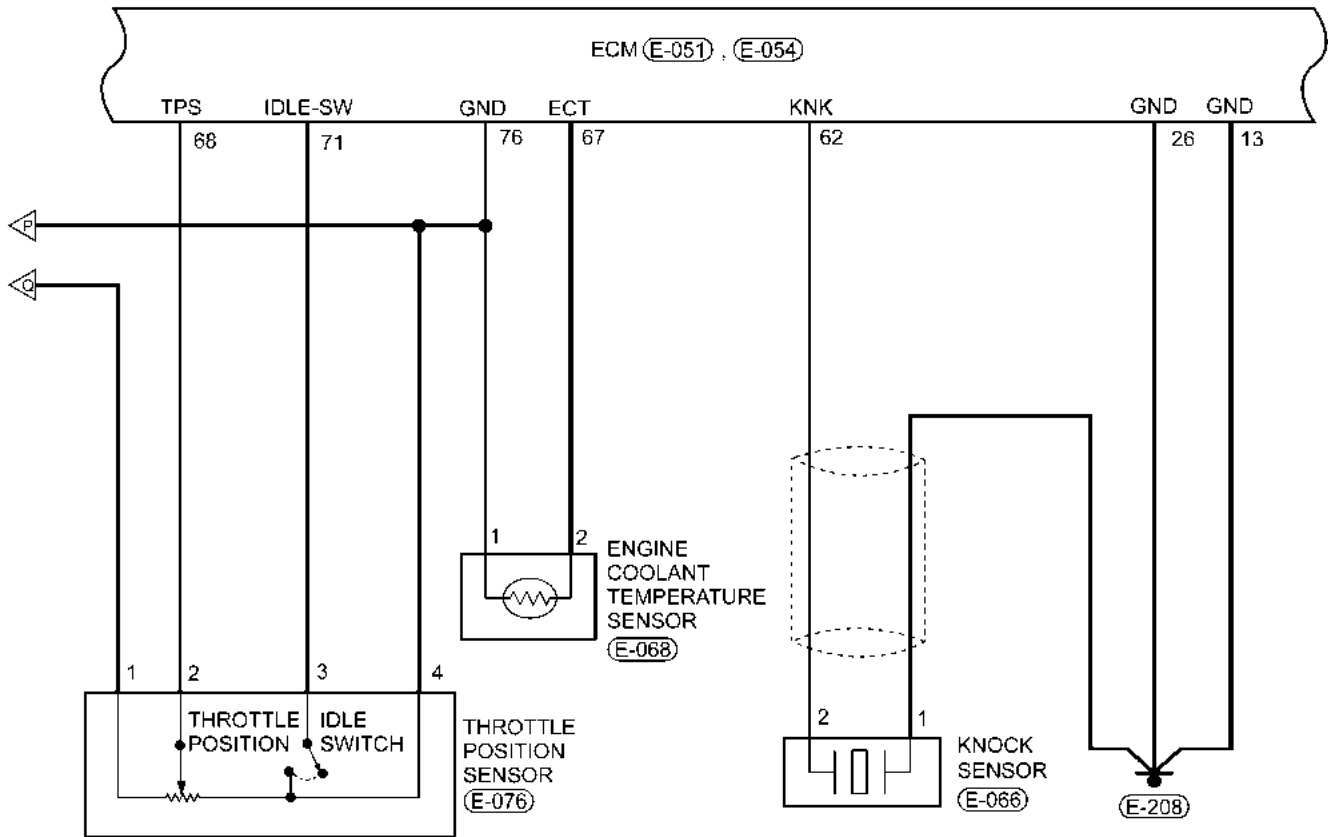 ECM E-051 , E-054
TPS IDLE-SW GND ECT KNK GND GND
68 71 76 67 62 26 13
P
Q
1 2
ENGINE
COOLANT
TEMPERATURE
SENSOR
E-068
1 2 3 4
THROTTLE
POSITION
IDLE
SWITCH
THROTTLE
POSITION
SENSOR
E-076
2 1
KNOCK
SENSOR
E-066
E-208